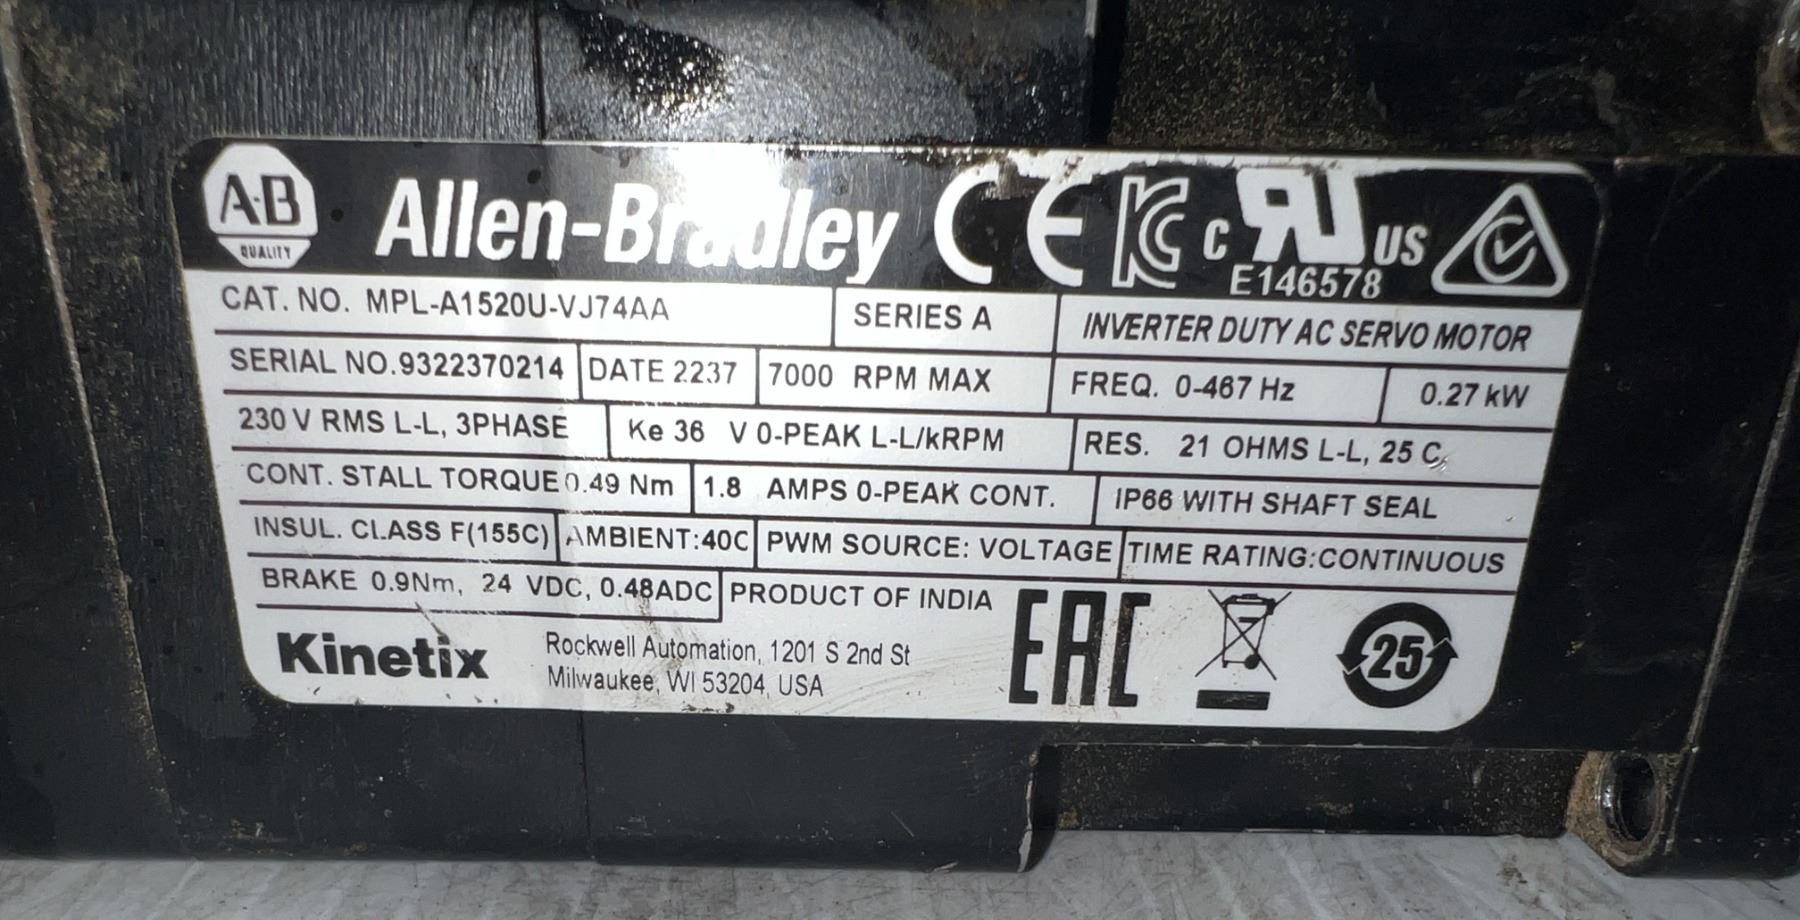 A-B
QUALITY
Allen-Bradley CE KC c RU US
E146578
CAT. NO. MPL-A1520U-VJ74AA SERIES A INVERTER DUTY AC SERVO MOTOR
SERIAL NO.9322370214 DATE 2237 7000 RPM MAX FREQ. 0-467 Hz 0.27 kW
230 V RMS L-L, 3PHASE Ke 36 V 0-PEAK L-L/kRPM RES. 21 OHMS L-L, 25 C
CONT. STALL TORQUE 0.49 Nm 1.8 AMPS 0-PEAK CONT. IP66 WITH SHAFT SEAL
INSUL. CLASS F(155C) AMBIENT:40C PWM SOURCE: VOLTAGE TIME RATING:CONTINUOUS
BRAKE 0.9Nm, 24 VDC, 0.48ADC PRODUCT OF INDIA
Kinetix Rockwell Automation, 1201 S 2nd St
Milwaukee, WI 53204, USA
EAC 25